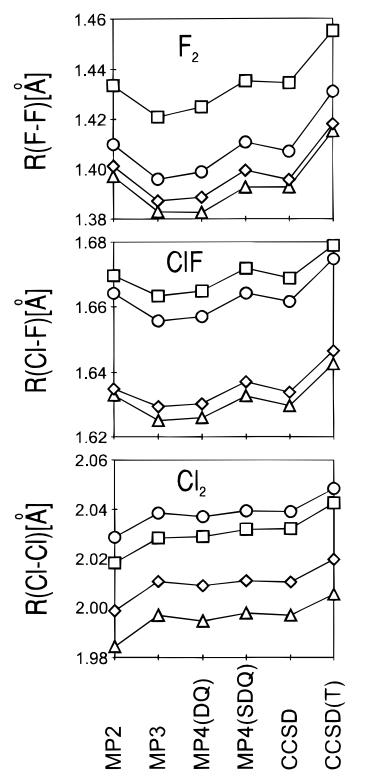 1.46
F2
1.44
1.42
1.40
1.38
R(F-F)[Å]
1.68
ClF
1.66
1.64
1.62
R(Cl-F)[Å]
2.06
Cl2
2.04
2.02
2.00
1.98
R(Cl-Cl)[Å]
MP2
MP3
MP4(DQ)
MP4(SDQ)
CCSD
CCSD(T)